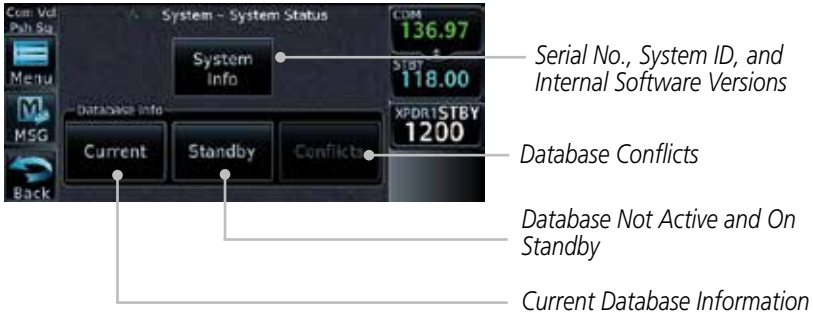 Com Vol
Psh Sq
System – System Status
COM
136.97
Menu
System
Info
STBY
118.00
Serial No., System ID, and
Internal Software Versions
MSG
Database Info
XPDR1 STBY
1200
Current
Standby
Conflicts
Database Conflicts
Back
Database Not Active and On
Standby
Current Database Information